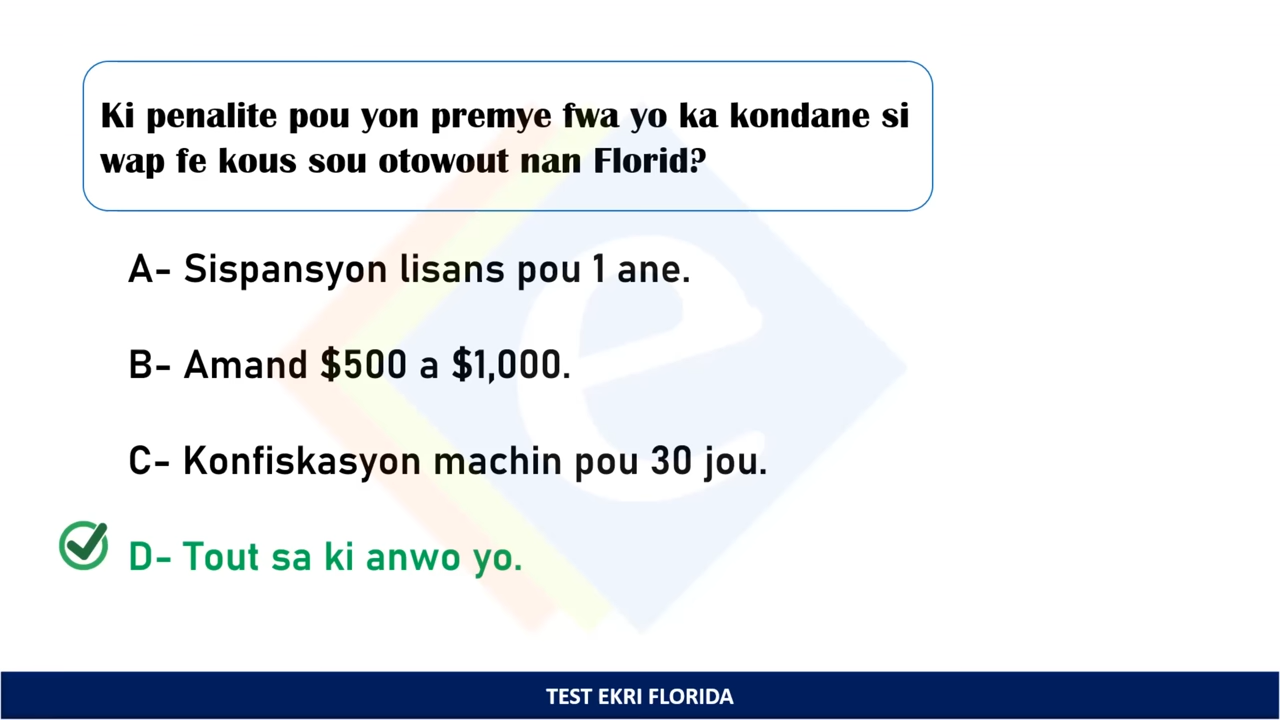 Ki penalite pou yon premye fwa yo ka kondane si
wap fe kous sou otowout nan Florid?
A- Sispansyon lisans pou 1 ane.
B- Amand $500 a $1,000.
C- Konfiskasyon machin pou 30 jou.
D- Tout sa ki anwo yo.
TEST EKRI FLORIDA